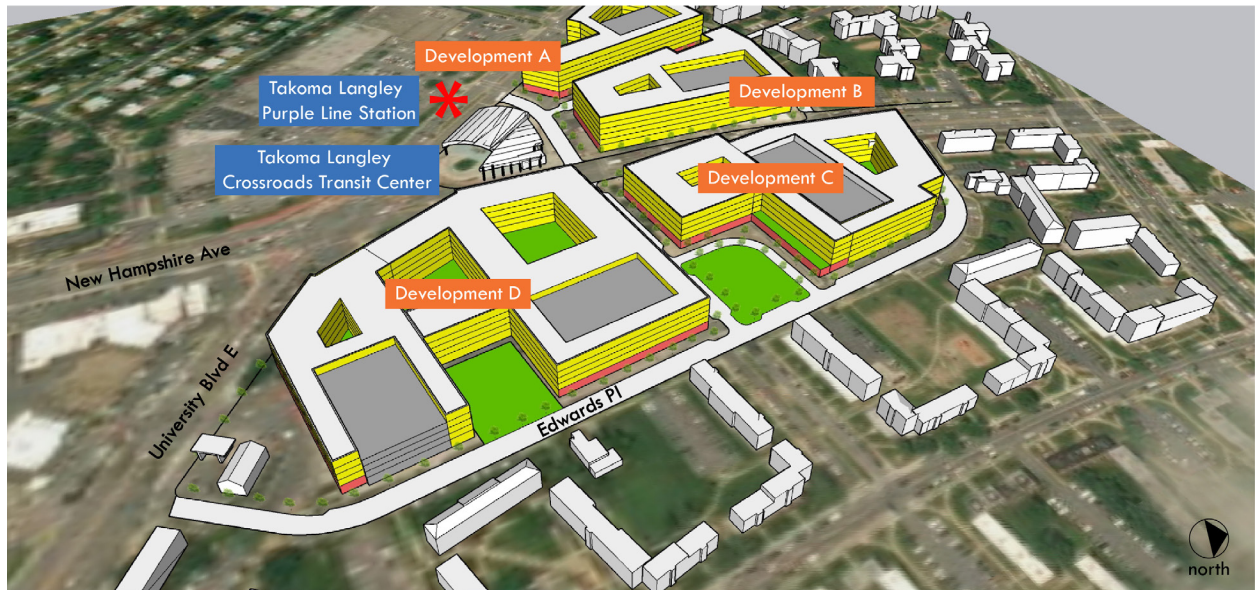 Development A
Takoma Langley
Purple Line Station
Development B
Takoma Langley
Crossroads Transit Center
Development C
New Hampshire Ave
Development D
University Blvd E
Edwards Pl
north